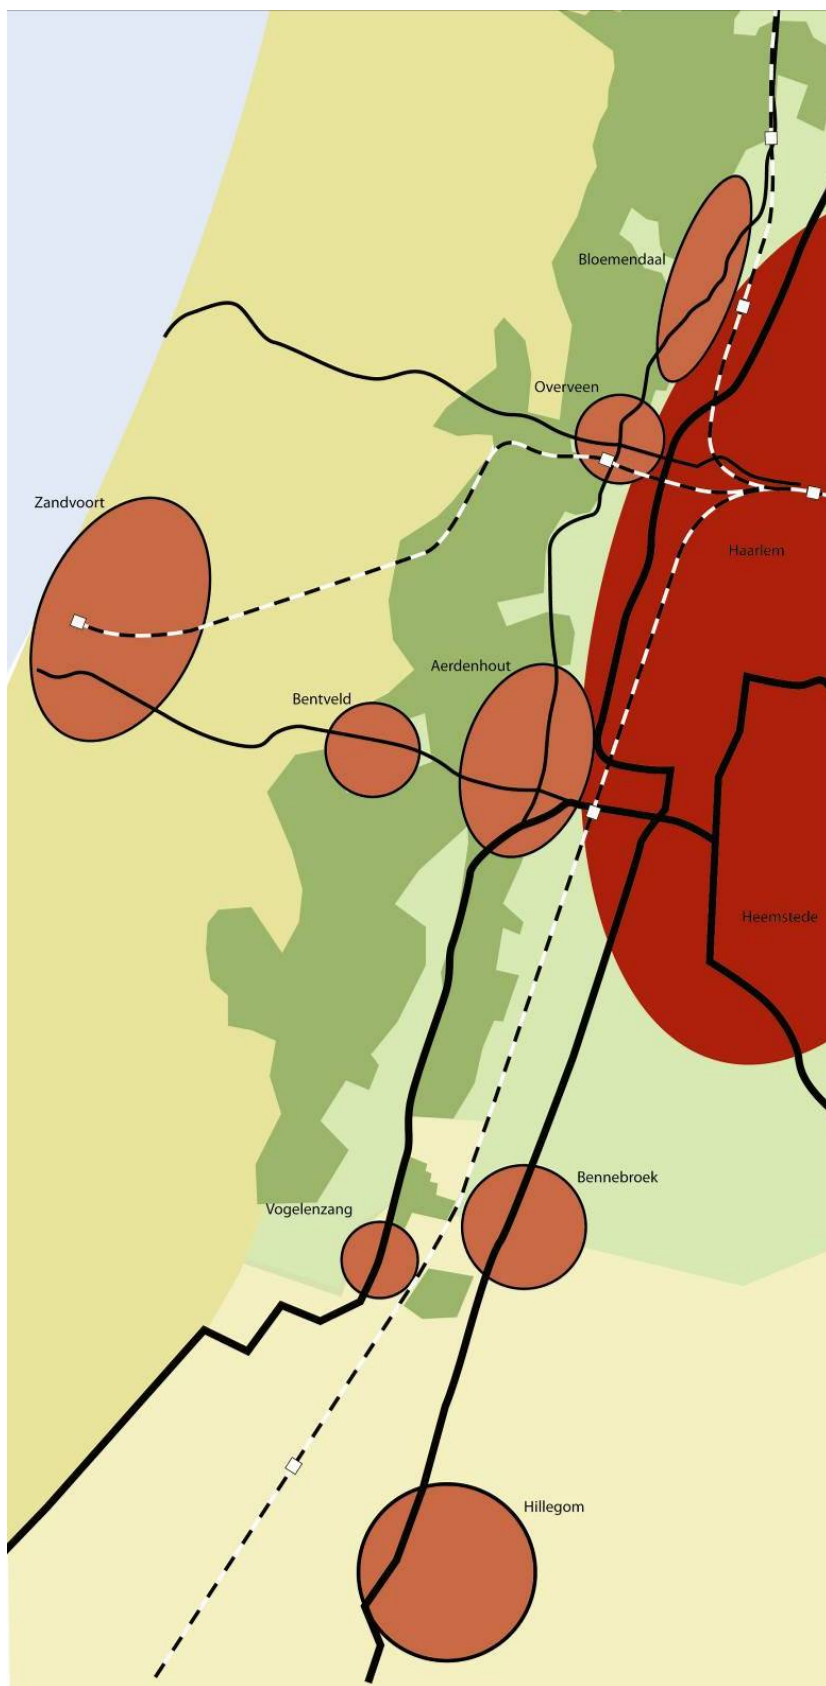 Bloemendaal
Overveen
Zandvoort
Haarlem
Aerdenhout
Bentveld
Heemstede
Bennebroek
Vogelenzang
Hillegom